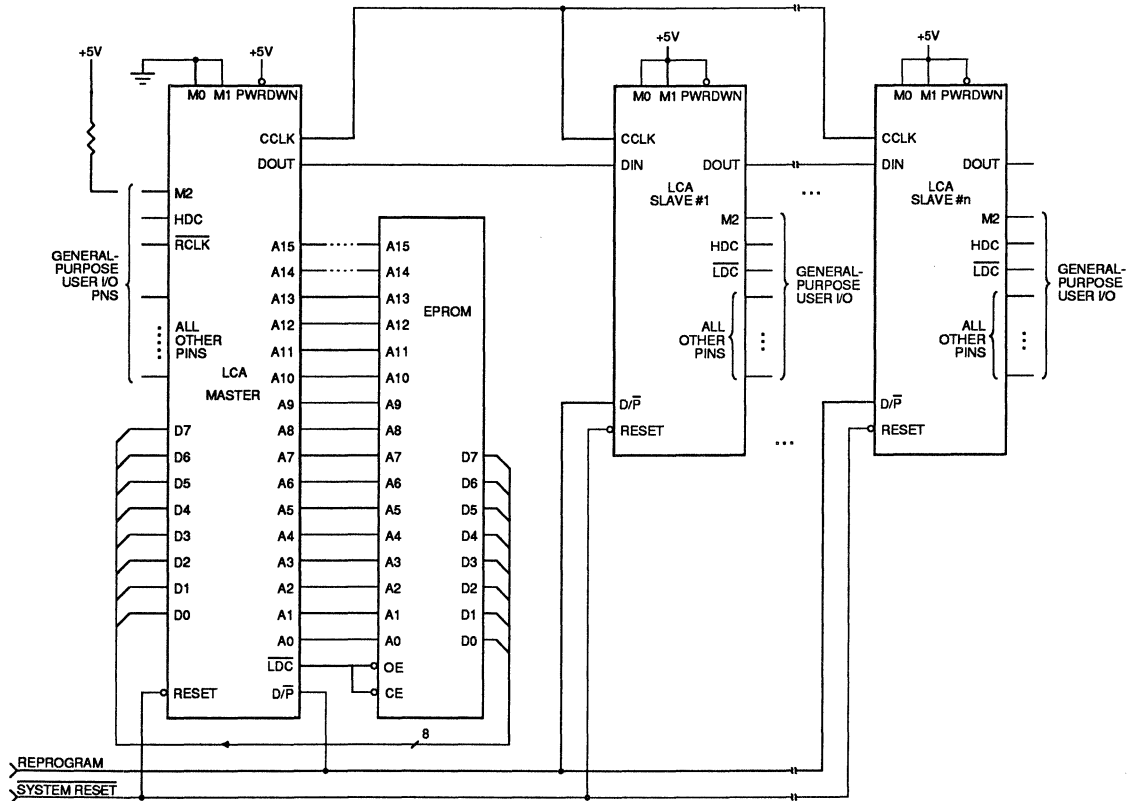 +5V
+5V
+5V
+5V
M0 M1 PWRDWN
M0 M1 PWRDWN
M0 M1 PWRDWN
CCLK
DOUT
M2
HDC
RCLK
GENERAL-
PURPOSE
USER I/O
PNS
ALL
OTHER
PINS
LCA
MASTER
A15
A14
A13
A12
A11
A10
A9
A8
A7
A6
A5
A4
A3
A2
A1
A0
LDC
D/P
D7
D6
D5
D4
D3
D2
D1
D0
RESET
A15
A14
A13
A12
A11
A10
A9
A8
A7
A6
A5
A4
A3
A2
A1
A0
OE
CE
EPROM
D7
D6
D5
D4
D3
D2
D1
D0
8
CCLK
DIN
DOUT
LCA
SLAVE #1
M2
HDC
LDC
GENERAL-
PURPOSE
USER I/O
ALL
OTHER
PINS
D/P
RESET
...
...
CCLK
DIN
DOUT
LCA
SLAVE #n
M2
HDC
LDC
GENERAL-
PURPOSE
USER I/O
ALL
OTHER
PINS
D/P
RESET
REPROGRAM
SYSTEM RESET